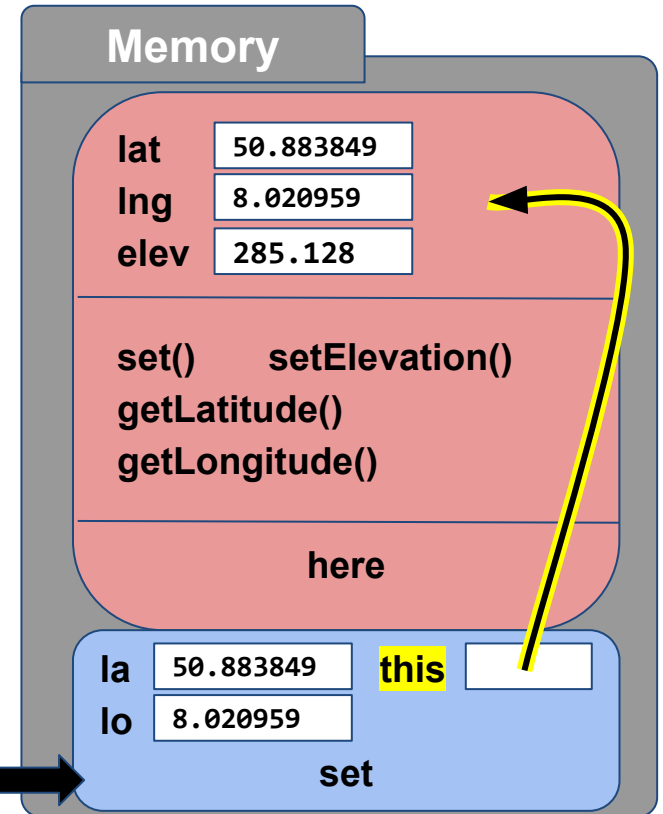 Memory
lat 50.883849
lng 8.020959
elev 285.128
set() setElevation()
getLatitude()
getLongitude()
here
la 50.883849 this
lo 8.020959
set